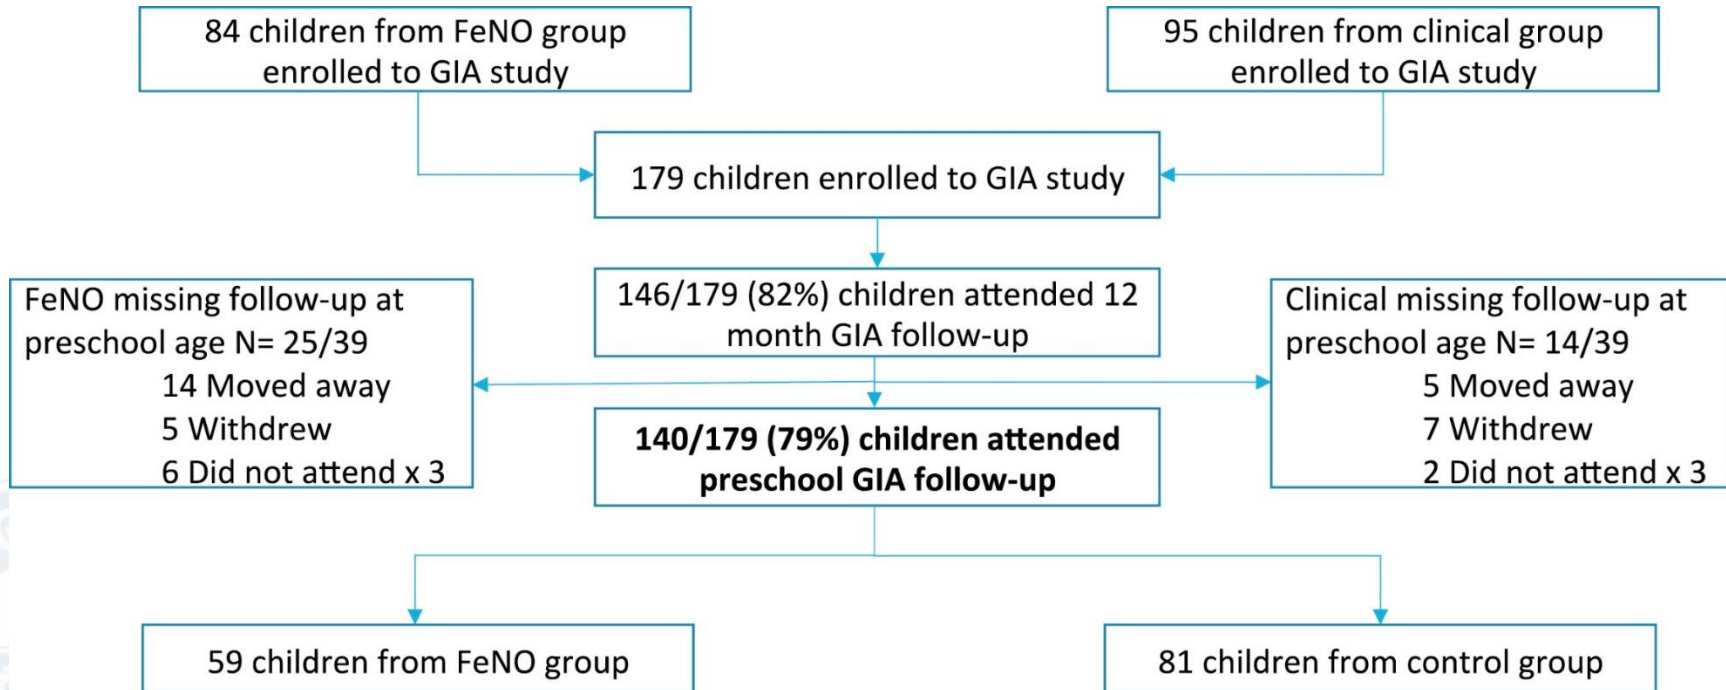 84 children from FeNO group
enrolled to GIA study
95 children from clinical group
enrolled to GIA study
179 children enrolled to GIA study
146/179 (82%) children attended 12
month GIA follow-up
FeNO missing follow-up at
preschool age N= 25/39
14 Moved away
5 Withdrew
6 Did not attend x 3
Clinical missing follow-up at
preschool age N= 14/39
5 Moved away
7 Withdrew
2 Did not attend x 3
140/179 (79%) children attended
preschool GIA follow-up
59 children from FeNO group
81 children from control group